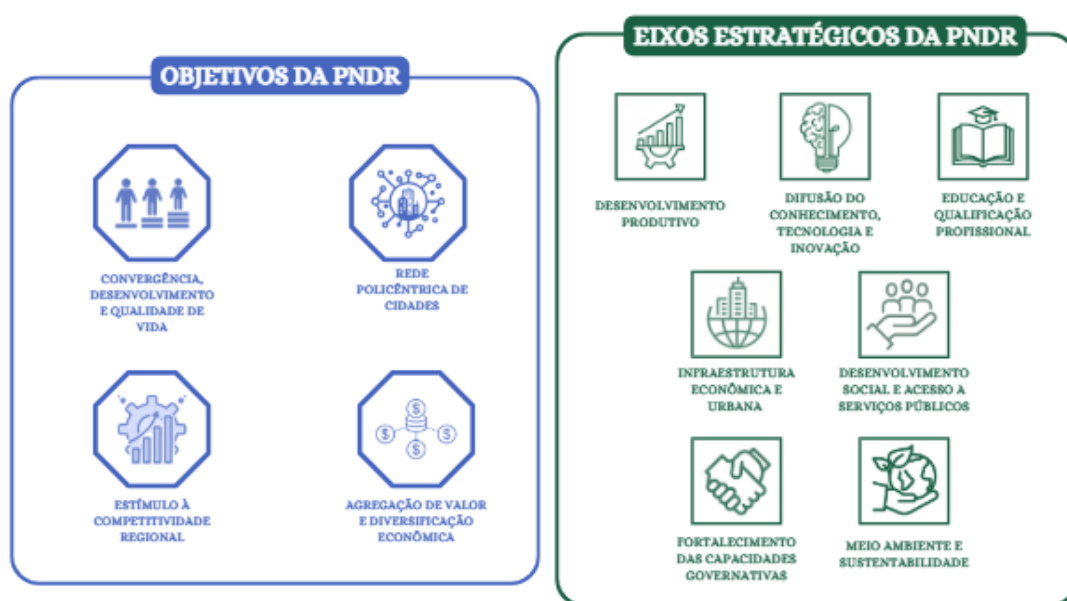 OBJETIVOS DA PNDR
CONVERGÊNCIA,
DESENVOLVIMENTO
E QUALIDADE DE
VIDA
REDE
POLICÊNTRICA DE
CIDADES
ESTÍMULO À
COMPETITIVIDADE
REGIONAL
AGREGAÇÃO DE VALOR
E DIVERSIFICAÇÃO
ECONÔMICA
EIXOS ESTRATÉGICOS DA PNDR
DESENVOLVIMENTO
PRODUTIVO
DIFUSÃO DO
CONHECIMENTO,
TECNOLOGIA E
INOVAÇÃO
EDUCAÇÃO E
QUALIFICAÇÃO
PROFISSIONAL
INFRAESTRUTURA
ECONÔMICA E
URBANA
DESENVOLVIMENTO
SOCIAL E ACESSO A
SERVIÇOS PÚBLICOS
FORTALECIMENTO
DAS CAPACIDADES
GOVERNATIVAS
MEIO AMBIENTE E
SUSTENTABILIDADE